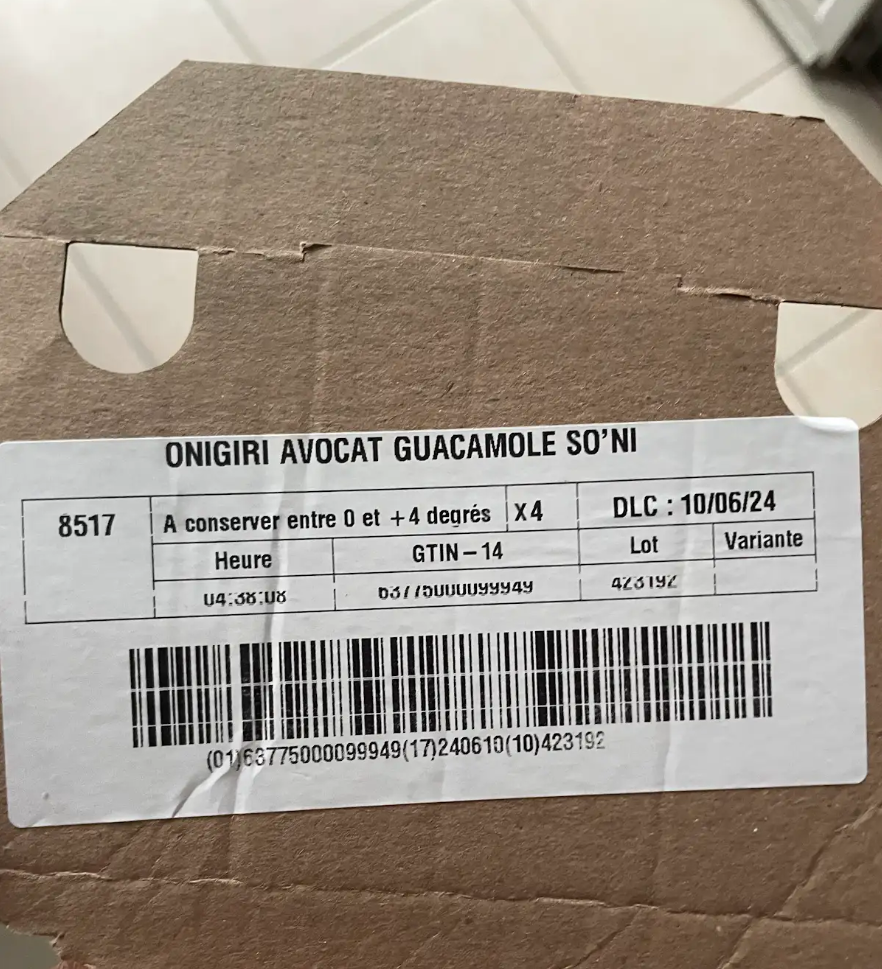 ONIGIRI AVOCAT GUACAMOLE SO'NI
8517 A conserver entre 0 et +4 degrés X4 DLC : 10/06/24
Heure GTIN-14 Lot Variante
04:38:08 63775000099949 423192
(01)63775000099949(17)240610(10)423192